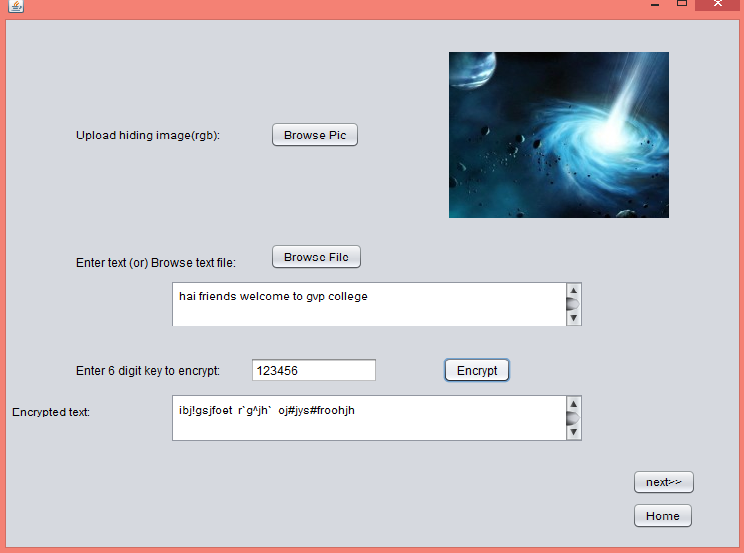 Upload hiding image(rgb):
Browse Pic
Enter text (or) Browse text file:
Browse File
hai friends welcome to gvp college
Enter 6 digit key to encrypt:
123456
Encrypt
Encrypted text:
ibj!gsjfoet r`g^jh` oj#jys#froohjh
next>>
Home